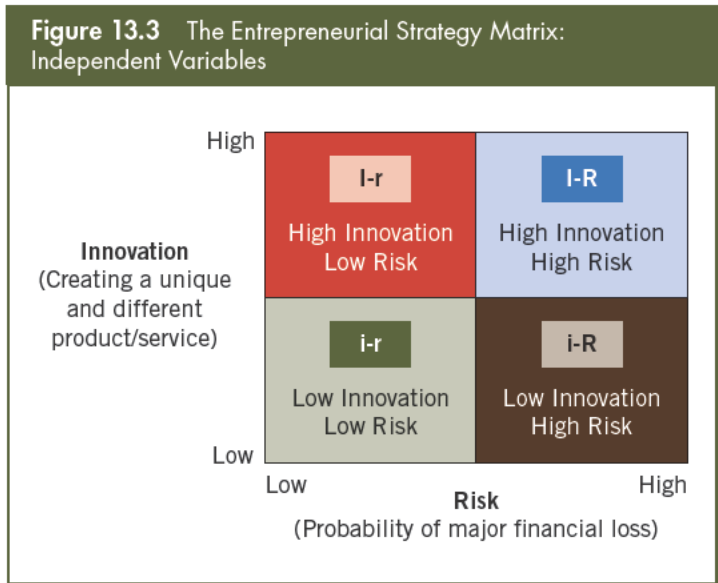 Figure 13.3 The Entrepreneurial Strategy Matrix:
Independent Variables
High
I-r
High Innovation
Low Risk
I-R
High Innovation
High Risk
Innovation
(Creating a unique
and different
product/service)
i-r
Low Innovation
Low Risk
i-R
Low Innovation
High Risk
Low
Low
High
Risk
(Probability of major financial loss)